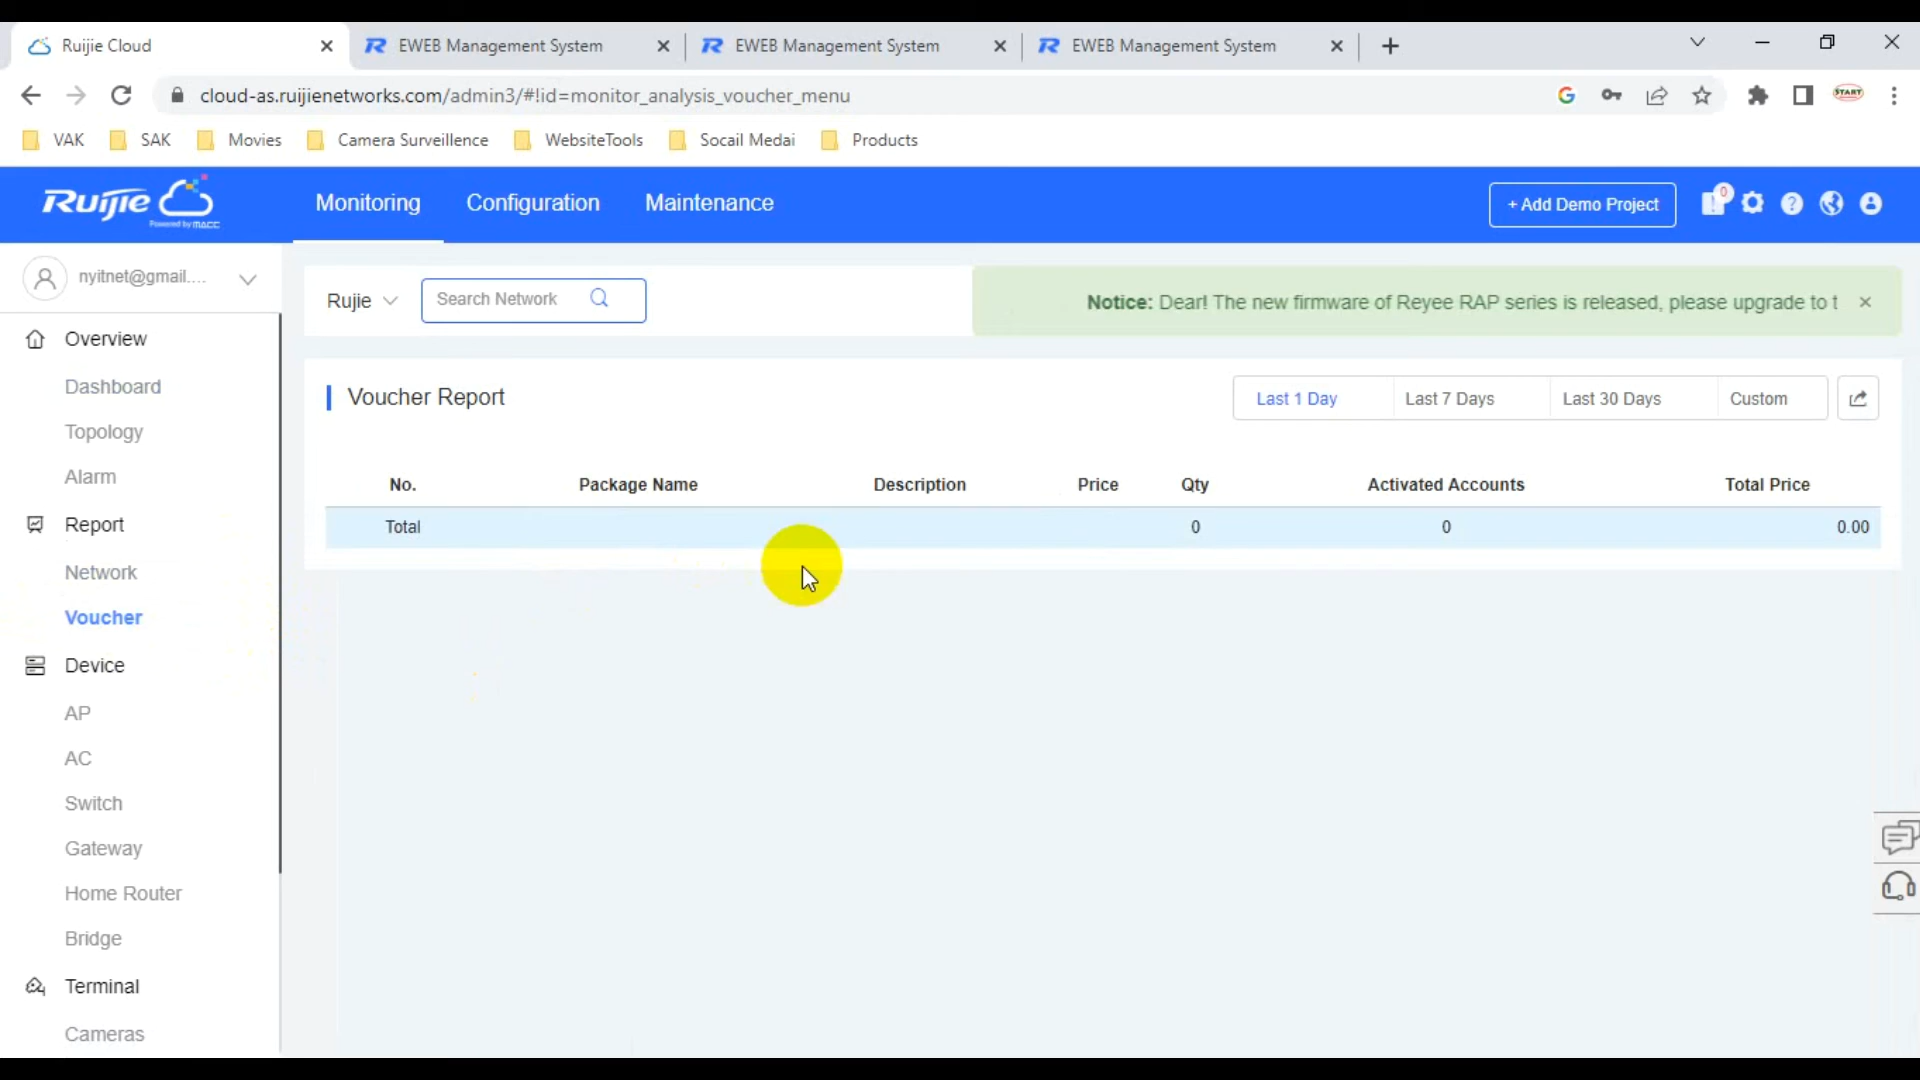 Ruijie Cloud
EWEB Management System
EWEB Management System
EWEB Management System
cloud-as.ruijienetworks.com/admin3/#!id=monitor_analysis_voucher_menu
START
VAK
SAK
Movies
Camera Surveillence
WebsiteTools
Socail Medai
Products
Ruijie
Powered by MACC
Monitoring
Configuration
Maintenance
+ Add Demo Project
0
nyitnet@gmail....
Rujie
Search Network
Notice: Dear! The new firmware of Reyee RAP series is released, please upgrade to t
Overview
Dashboard
Topology
Alarm
Report
Network
Voucher
Device
AP
AC
Switch
Gateway
Home Router
Bridge
Terminal
Cameras
Voucher Report
Last 1 Day
Last 7 Days
Last 30 Days
Custom
No. Package Name Description Price Qty Activated Accounts Total Price
Total 0 0 0.00